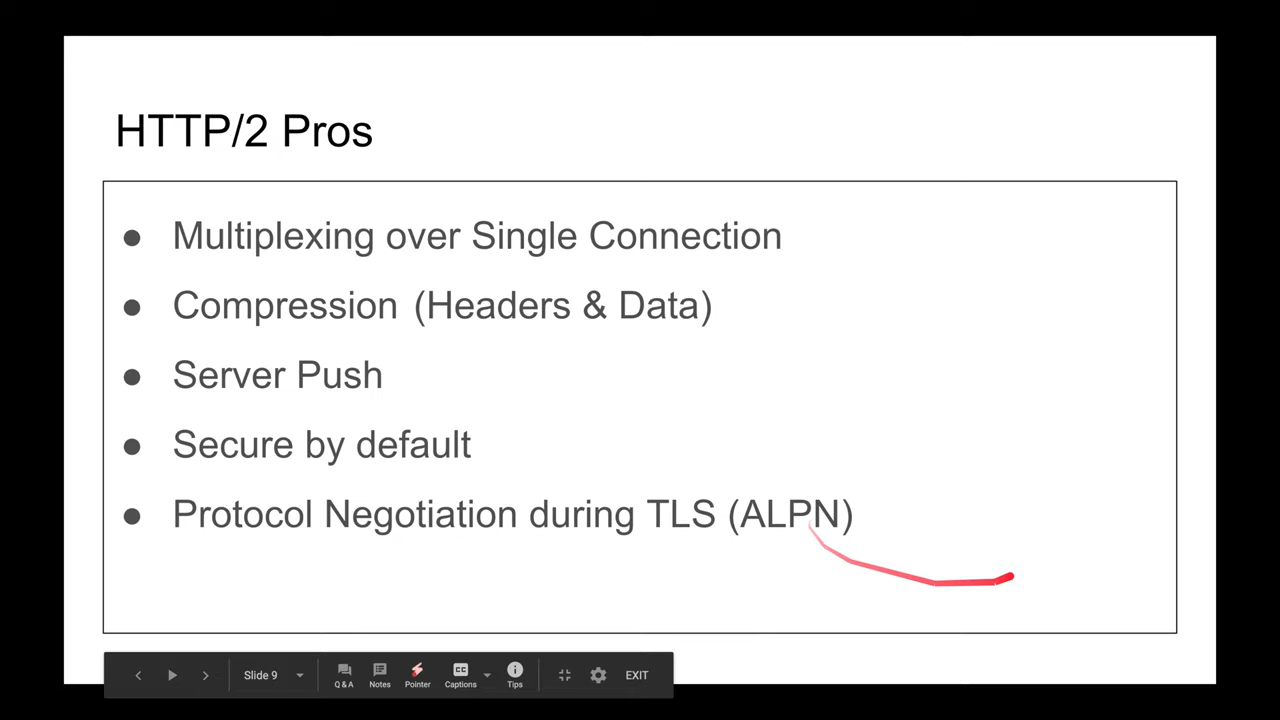 HTTP/2 Pros
● Multiplexing over Single Connection
● Compression (Headers & Data)
● Server Push
● Secure by default
● Protocol Negotiation during TLS (ALPN)
Slide 9
Q & A
Notes
Pointer
CC
Captions
Tips
EXIT